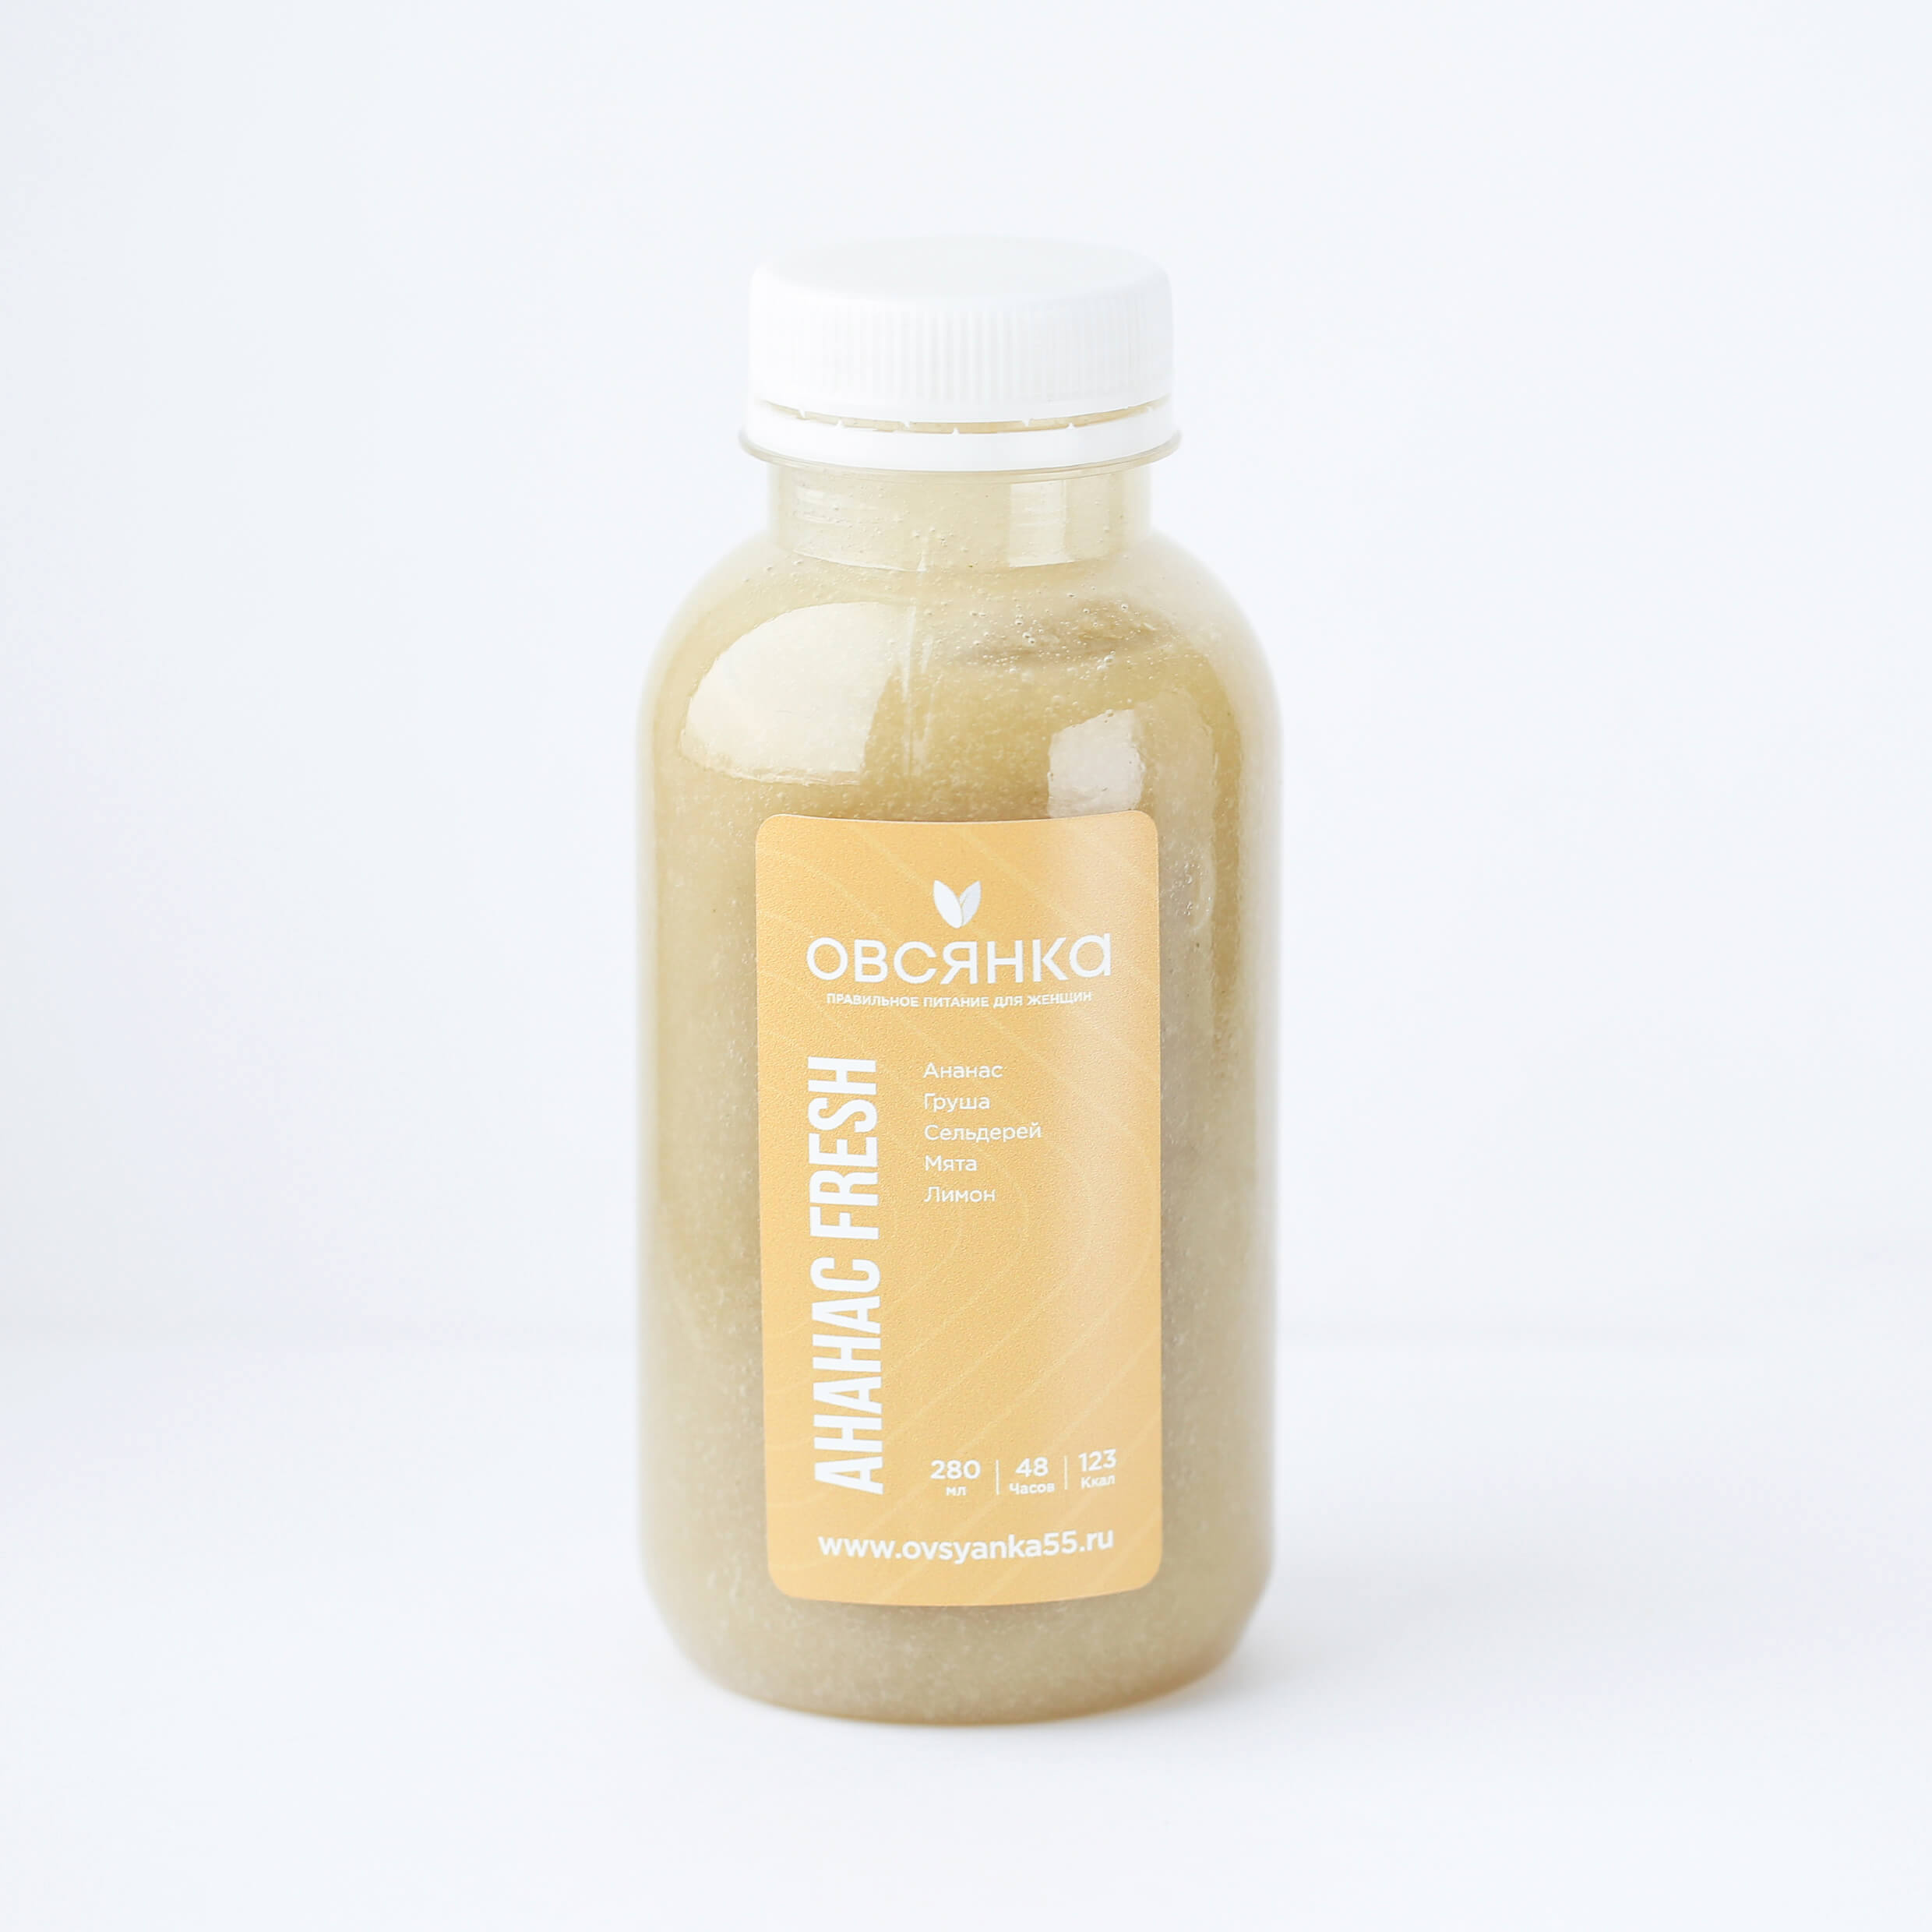 ОВСЯНКА
ПРАВИЛЬНОЕ ПИТАНИЕ ДЛЯ ЖЕНЩИН
АНАНАС FRESH
Ананас
Груша
Сельдерей
Мята
Лимон
280 мл | 48 Часов | 123 Ккал
www.ovsyanka55.ru